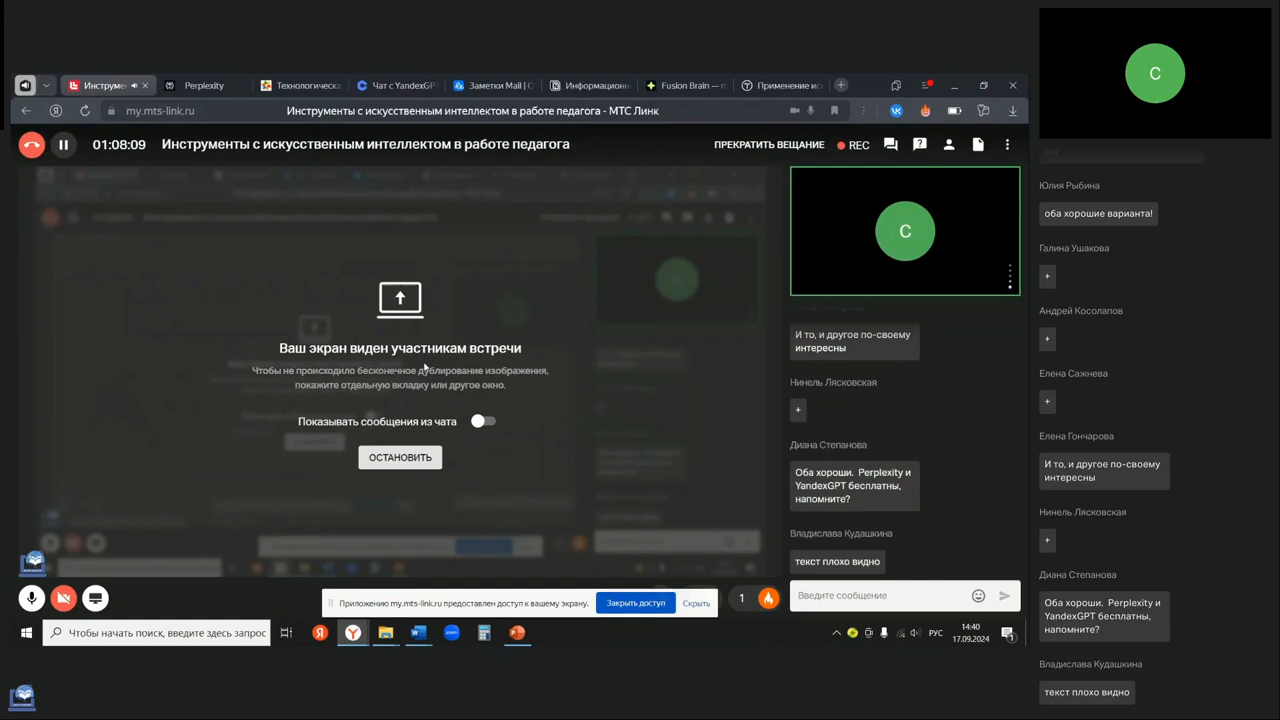 Инструмен
Perplexity
Технологическа
Чат с YandexGP
Заметки Mail | О
Информационн
Fusion Brain — п
Применение ис
my.mts-link.ru
Инструменты с искусственным интеллектом в работе педагога - МТС Линк
01:08:09
Инструменты с искусственным интеллектом в работе педагога
ПРЕКРАТИТЬ ВЕЩАНИЕ
REC
С
Ваш экран виден участникам встречи
Чтобы не происходило бесконечное дублирование изображения,
покажите отдельную вкладку или другое окно.
Показывать сообщения из чата
ОСТАНОВИТЬ
И то, и другое по-своему
интересны
Нинель Лясковская
+
Диана Степанова
Оба хороши. Perplexity и
YandexGPT бесплатны,
напомните?
Владислава Кудашкина
текст плохо видно
Введите сообщение
1
Приложению my.mts-link.ru предоставлен доступ к вашему экрану.
Закрыть доступ
Скрыть
Чтобы начать поиск, введите здесь запрос
Я
zoom
РУС
14:40
17.09.2024
1
С
Юлия Рыбина
оба хорошие варианта!
Галина Ушакова
+
Андрей Косолапов
+
Елена Сажнева
+
Елена Гончарова
И то, и другое по-своему
интересны
Нинель Лясковская
+
Диана Степанова
Оба хороши. Perplexity и
YandexGPT бесплатны,
напомните?
Владислава Кудашкина
текст плохо видно